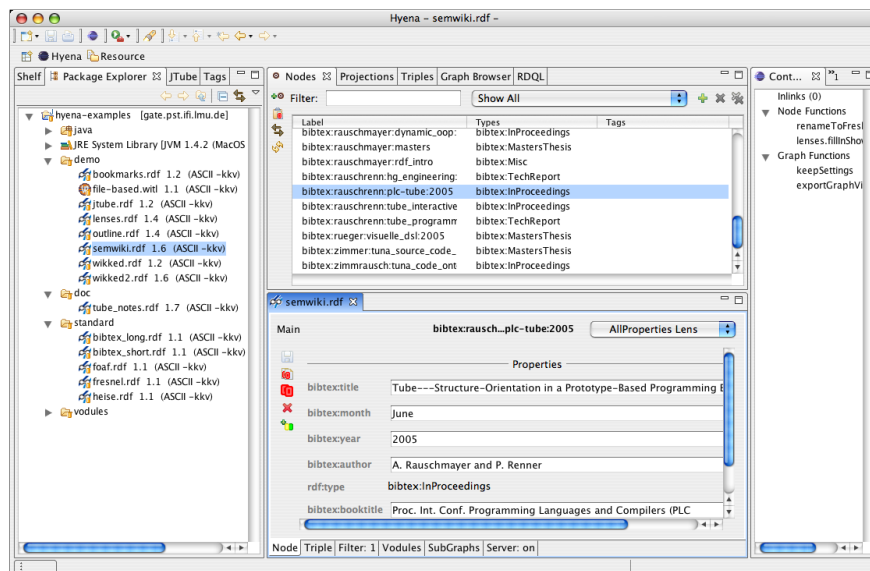 Hyena – semwiki.rdf –
Hyena Resource
Shelf Package Explorer JTube Tags
hyena-examples [gate.pst.ifi.lmu.de]
java
JRE System Library [JVM 1.4.2 (MacOS
demo
bookmarks.rdf 1.2 (ASCII -kkv)
file-based.witl 1.1 (ASCII -kkv)
jtube.rdf 1.2 (ASCII -kkv)
lenses.rdf 1.4 (ASCII -kkv)
outline.rdf 1.4 (ASCII -kkv)
semwiki.rdf 1.6 (ASCII -kkv)
wikked.rdf 1.2 (ASCII -kkv)
wikked2.rdf 1.6 (ASCII -kkv)
doc
tube_notes.rdf 1.7 (ASCII -kkv)
standard
bibtex_long.rdf 1.1 (ASCII -kkv)
bibtex_short.rdf 1.1 (ASCII -kkv)
foaf.rdf 1.1 (ASCII -kkv)
fresnel.rdf 1.1 (ASCII -kkv)
heise.rdf 1.1 (ASCII -kkv)
vodules
Nodes Projections Triples Graph Browser RDQL
Filter: Show All
Label Types Tags
bibtex:rauschmayer:dynamic_oop: bibtex:InProceedings
bibtex:rauschmayer:masters bibtex:MastersThesis
bibtex:rauschmayer:rdf_intro bibtex:Misc
bibtex:rauschrenn:hg_engineering: bibtex:TechReport
bibtex:rauschrenn:plc-tube:2005 bibtex:InProceedings
bibtex:rauschrenn:tube_interactive bibtex:InProceedings
bibtex:rauschrenn:tube_programm bibtex:TechReport
bibtex:rueger:visuelle_dsl:2005 bibtex:MastersThesis
bibtex:zimmer:tuna_source_code_ bibtex:MastersThesis
bibtex:zimmrausch:tuna_code_ont bibtex:InProceedings
semwiki.rdf
Main bibtex:rausch...plc-tube:2005 AllProperties Lens
Properties
bibtex:title Tube---Structure-Orientation in a Prototype-Based Programming E
bibtex:month June
bibtex:year 2005
bibtex:author A. Rauschmayer and P. Renner
rdf:type bibtex:InProceedings
bibtex:booktitle Proc. Int. Conf. Programming Languages and Compilers (PLC
Node Triple Filter: 1 Vodules SubGraphs Server: on
Cont... »1
Inlinks (0)
Node Functions
renameToFresh
lenses.fillInShov
Graph Functions
keepSettings
exportGraphVi